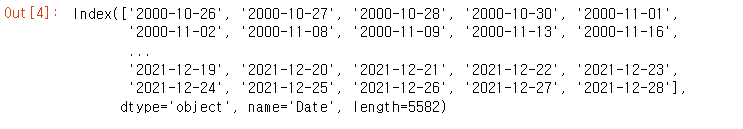 Out[4]: Index(['2000-10-26', '2000-10-27', '2000-10-28', '2000-10-30', '2000-11-01',
'2000-11-02', '2000-11-08', '2000-11-09', '2000-11-13', '2000-11-16',
...
'2021-12-19', '2021-12-20', '2021-12-21', '2021-12-22', '2021-12-23',
'2021-12-24', '2021-12-25', '2021-12-26', '2021-12-27', '2021-12-28'],
dtype='object', name='Date', length=5582)